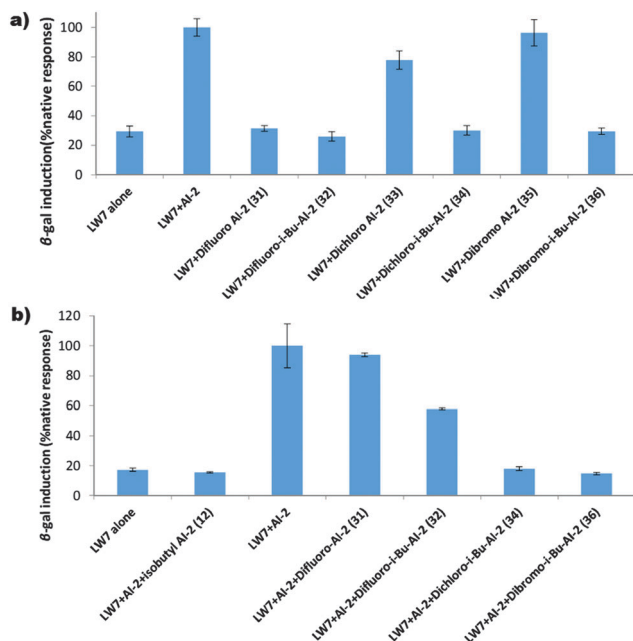 a)
β-gal induction(%native response)
100
80
60
40
20
0
LW7 alone
LW7+AI-2
LW7+Difluoro AI-2 (31)
LW7+Difluoro-i-Bu-AI-2 (32)
LW7+Dichloro AI-2 (33)
LW7+Dichloro-i-Bu-AI-2 (34)
LW7+Dibromo AI-2 (35)
LW7+Dibromo-i-Bu-AI-2 (36)
b)
β-gal induction (%native response)
120
100
80
60
40
20
0
LW7 alone
LW7+AI-2+isobutyl AI-2 (12)
LW7+AI-2
LW7+AI-2+Difluoro-AI-2 (31)
LW7+AI-2+Difluoro-i-Bu-AI-2 (32)
LW7+AI-2+Dichloro-i-Bu-AI-2 (34)
LW7+AI-2+Dibromo-i-Bu-AI-2 (36)